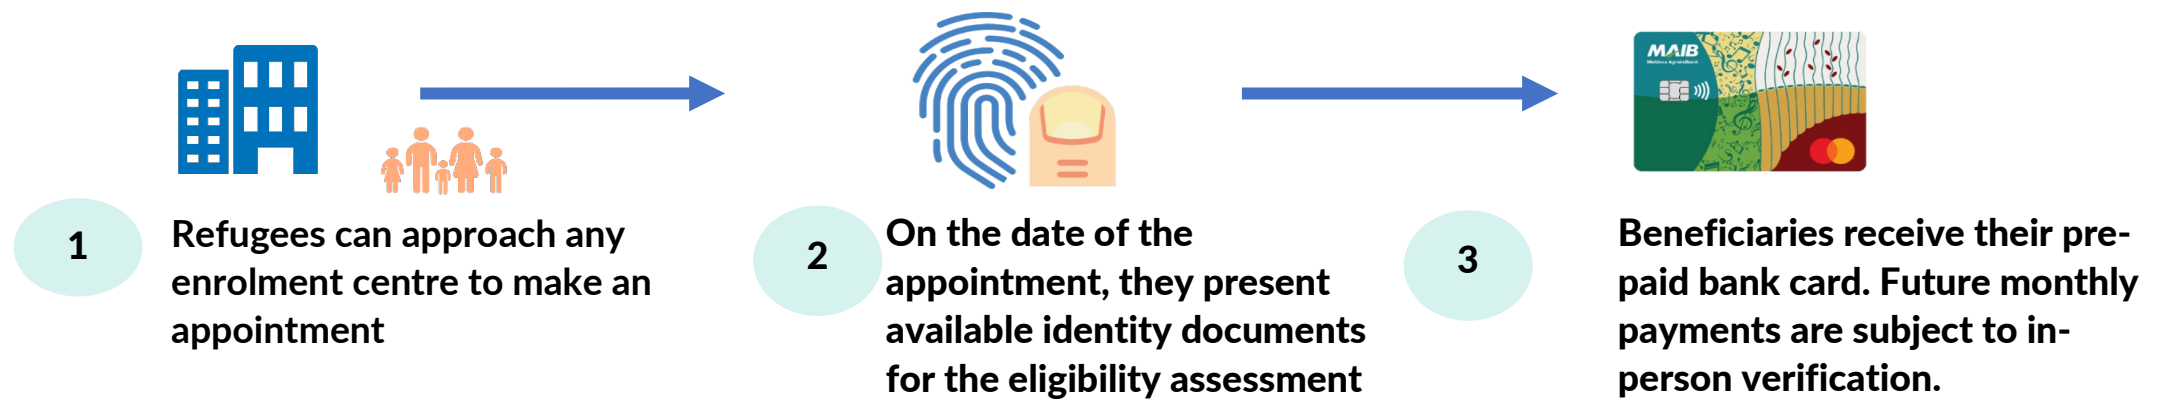 MAIB
Moldova Agroindbank
1
Refugees can approach any
enrolment centre to make an
appointment
2
On the date of the
appointment, they present
available identity documents
for the eligibility assessment
3
Beneficiaries receive their pre-
paid bank card. Future monthly
payments are subject to in-
person verification.